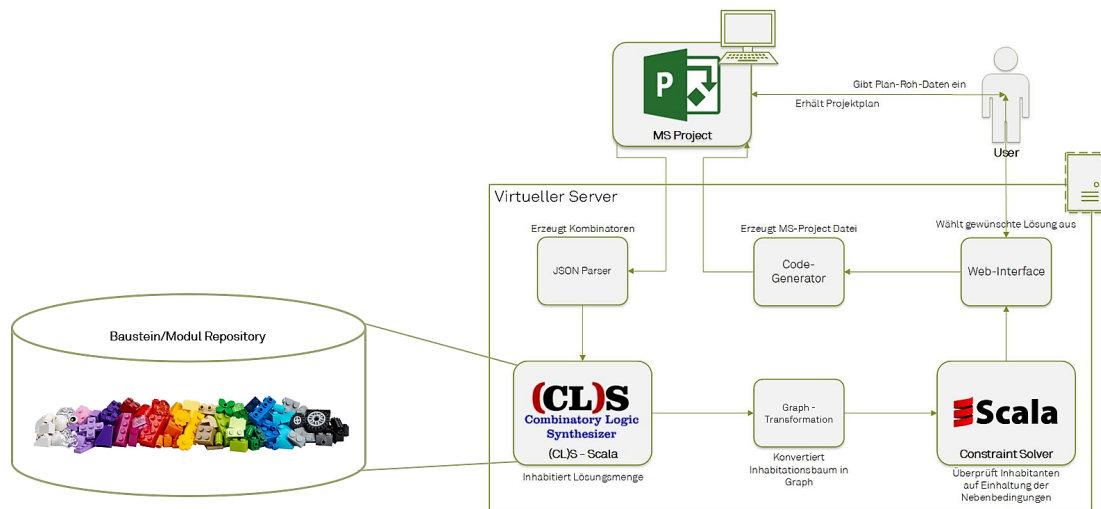 P
MS Project
Gibt Plan-Roh-Daten ein
Erhält Projektplan
User
Virtueller Server
Erzeugt Kombinatoren
JSON Parser
Erzeugt MS-Project Datei
Code-
Generator
Wählt gewünschte Lösung aus
Web-Interface
Baustein/Modul Repository
(CL)S
Combinatory Logic
Synthesizer
(CL)S - Scala
Inhabitiert Lösungsmenge
Graph -
Transformation
Konvertiert
Inhabitationsbaum in
Graph
Scala
Constraint Solver
Überprüft Inhabitanten
auf Einhaltung der
Nebenbedingungen